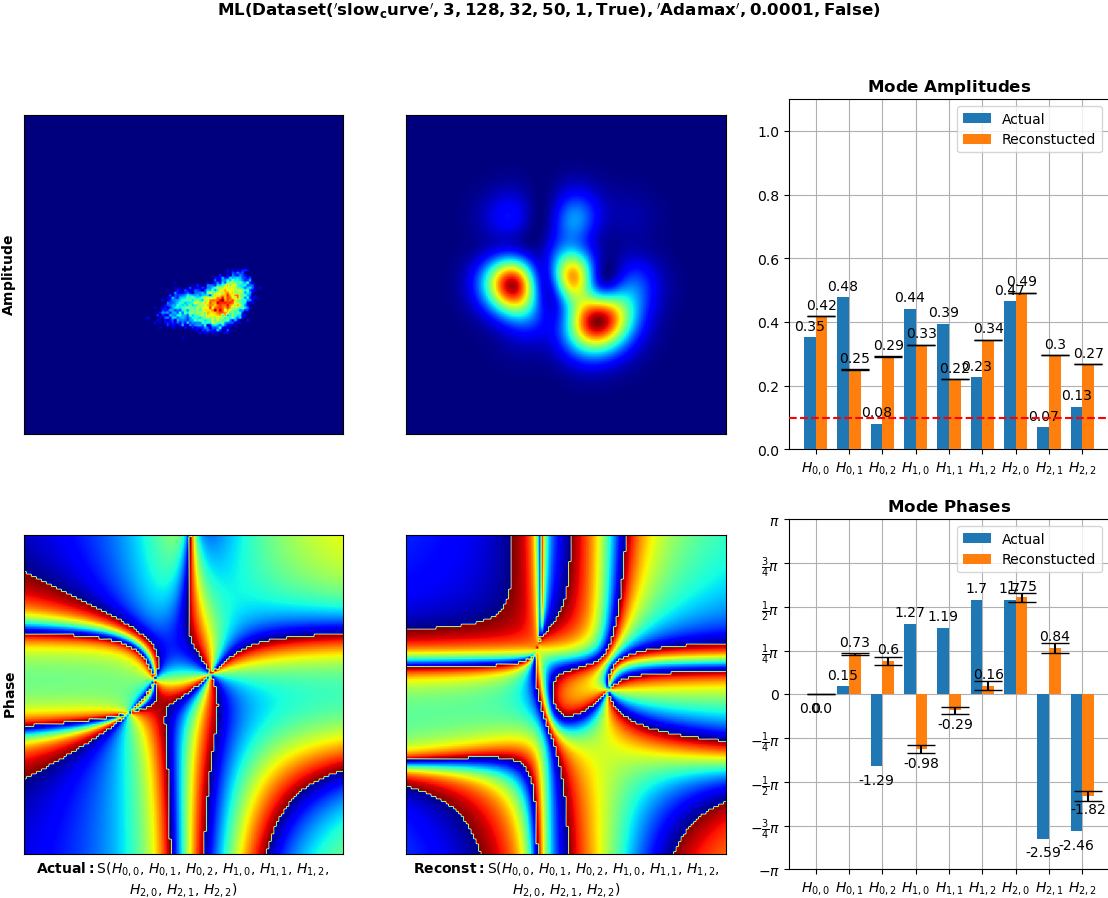 ML(Dataset('slow_curve', 3, 128, 32, 50, 1, True), 'Adamax', 0.0001, False)
Amplitude
Mode Amplitudes
Actual
Reconstucted
1.0
0.8
0.6
0.4
0.2
0.0
0.35
0.48
0.08
0.44
0.39
0.23
0.47
0.07
0.13
0.42
0.25
0.29
0.33
0.22
0.34
0.49
0.3
0.27
H0,0 H0,1 H0,2 H1,0 H1,1 H1,2 H2,0 H2,1 H2,2
Phase
Mode Phases
Actual
Reconstucted
π
3/4π
1/2π
1/4π
0
−1/4π
−1/2π
−3/4π
−π
0.0
0.15
-1.29
1.27
1.19
1.7
1.7
-2.59
-2.46
0.0
0.73
0.6
-0.98
-0.29
0.16
1.75
0.84
-1.82
H0,0 H0,1 H0,2 H1,0 H1,1 H1,2 H2,0 H2,1 H2,2
Actual: S(H0,0, H0,1, H0,2, H1,0, H1,1, H1,2,
H2,0, H2,1, H2,2)
Reconst: S(H0,0, H0,1, H0,2, H1,0, H1,1, H1,2,
H2,0, H2,1, H2,2)